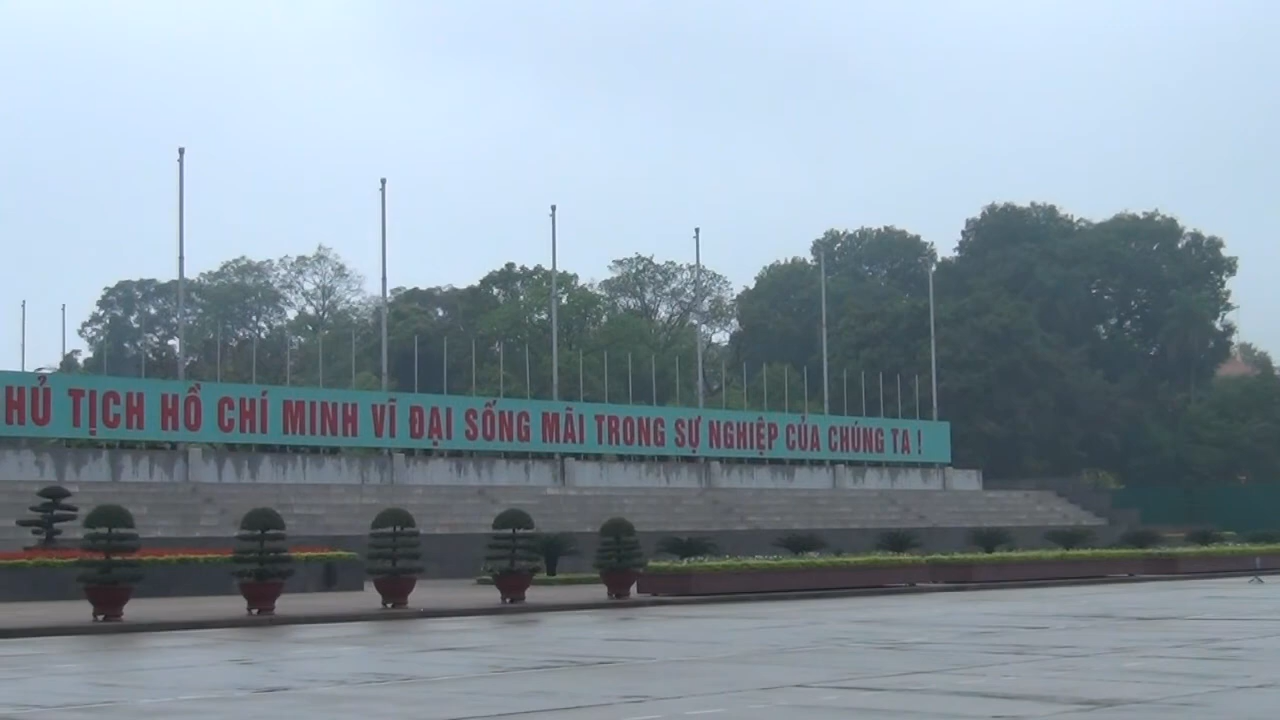 HỦ TỊCH HỒ CHÍ MINH VĨ ĐẠI SỐNG MÃI TRONG SỰ NGHIỆP CỦA CHÚNG TA !